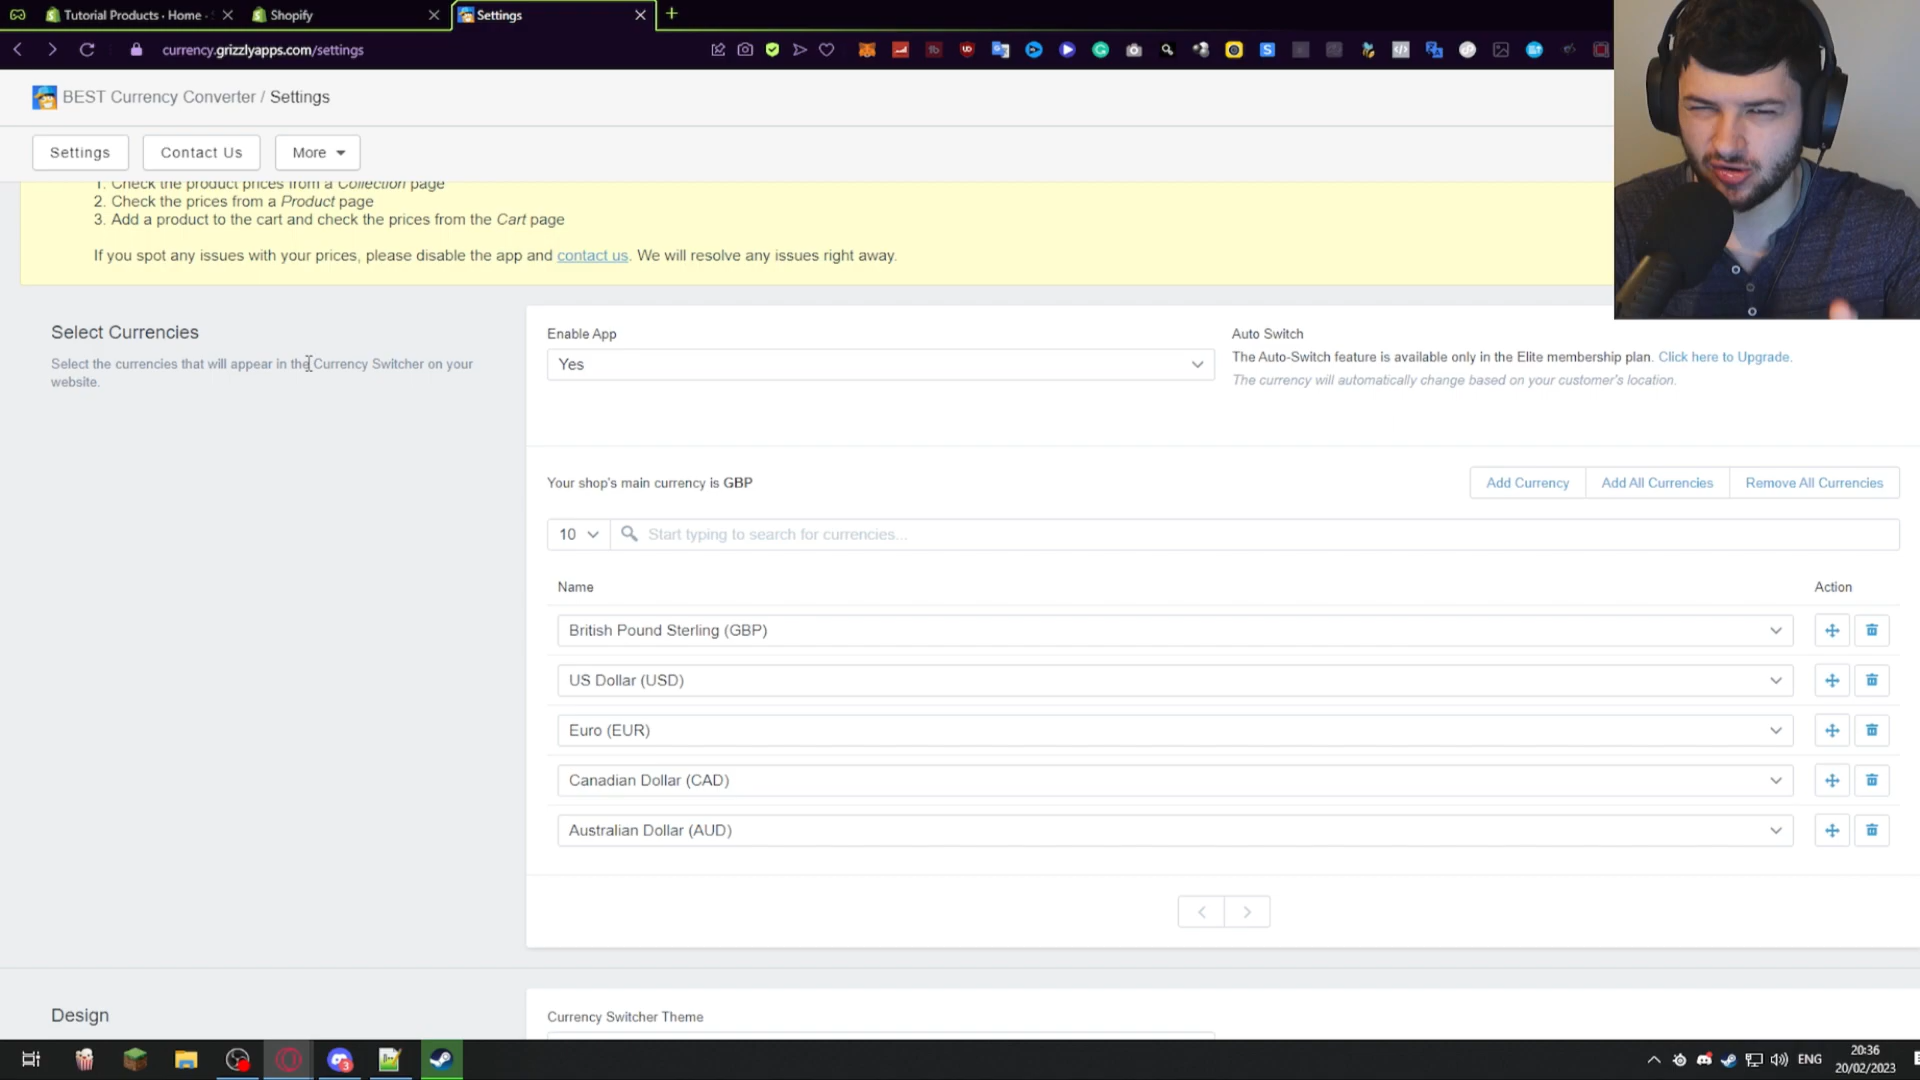 Tutorial Products · Home ·
Shopify
Settings
currency.grizzlyapps.com/settings
BEST Currency Converter / Settings
Settings
Contact Us
More
1. Check the product prices from a Collection page
2. Check the prices from a Product page
3. Add a product to the cart and check the prices from the Cart page
If you spot any issues with your prices, please disable the app and contact us. We will resolve any issues right away.
Select Currencies
Select the currencies that will appear in the Currency Switcher on your
website.
Enable App
Yes
Auto Switch
The Auto-Switch feature is available only in the Elite membership plan. Click here to Upgrade.
The currency will automatically change based on your customer's location.
Your shop's main currency is GBP
Add Currency
Add All Currencies
Remove All Currencies
10
Start typing to search for currencies...
Name
Action
British Pound Sterling (GBP)
US Dollar (USD)
Euro (EUR)
Canadian Dollar (CAD)
Australian Dollar (AUD)
Design
Currency Switcher Theme
ENG
20:36
20/02/2023